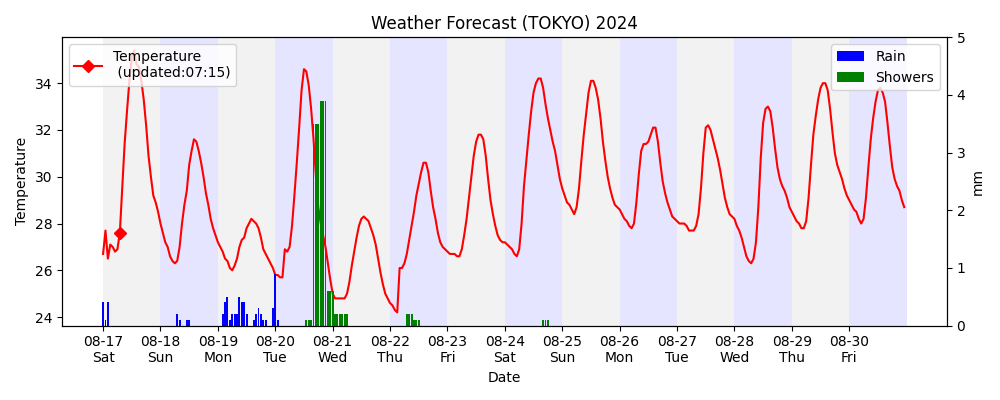 Weather Forecast (TOKYO) 2024
Temperature
(updated:07:15)
Rain
Showers
Temperature
34
32
30
28
26
24
5
4
3
2
1
0
mm
08-17 08-18 08-19 08-20 08-21 08-22 08-23 08-24 08-25 08-26 08-27 08-28 08-29 08-30
Sat Sun Mon Tue Wed Thu Fri Sat Sun Mon Tue Wed Thu Fri
Date